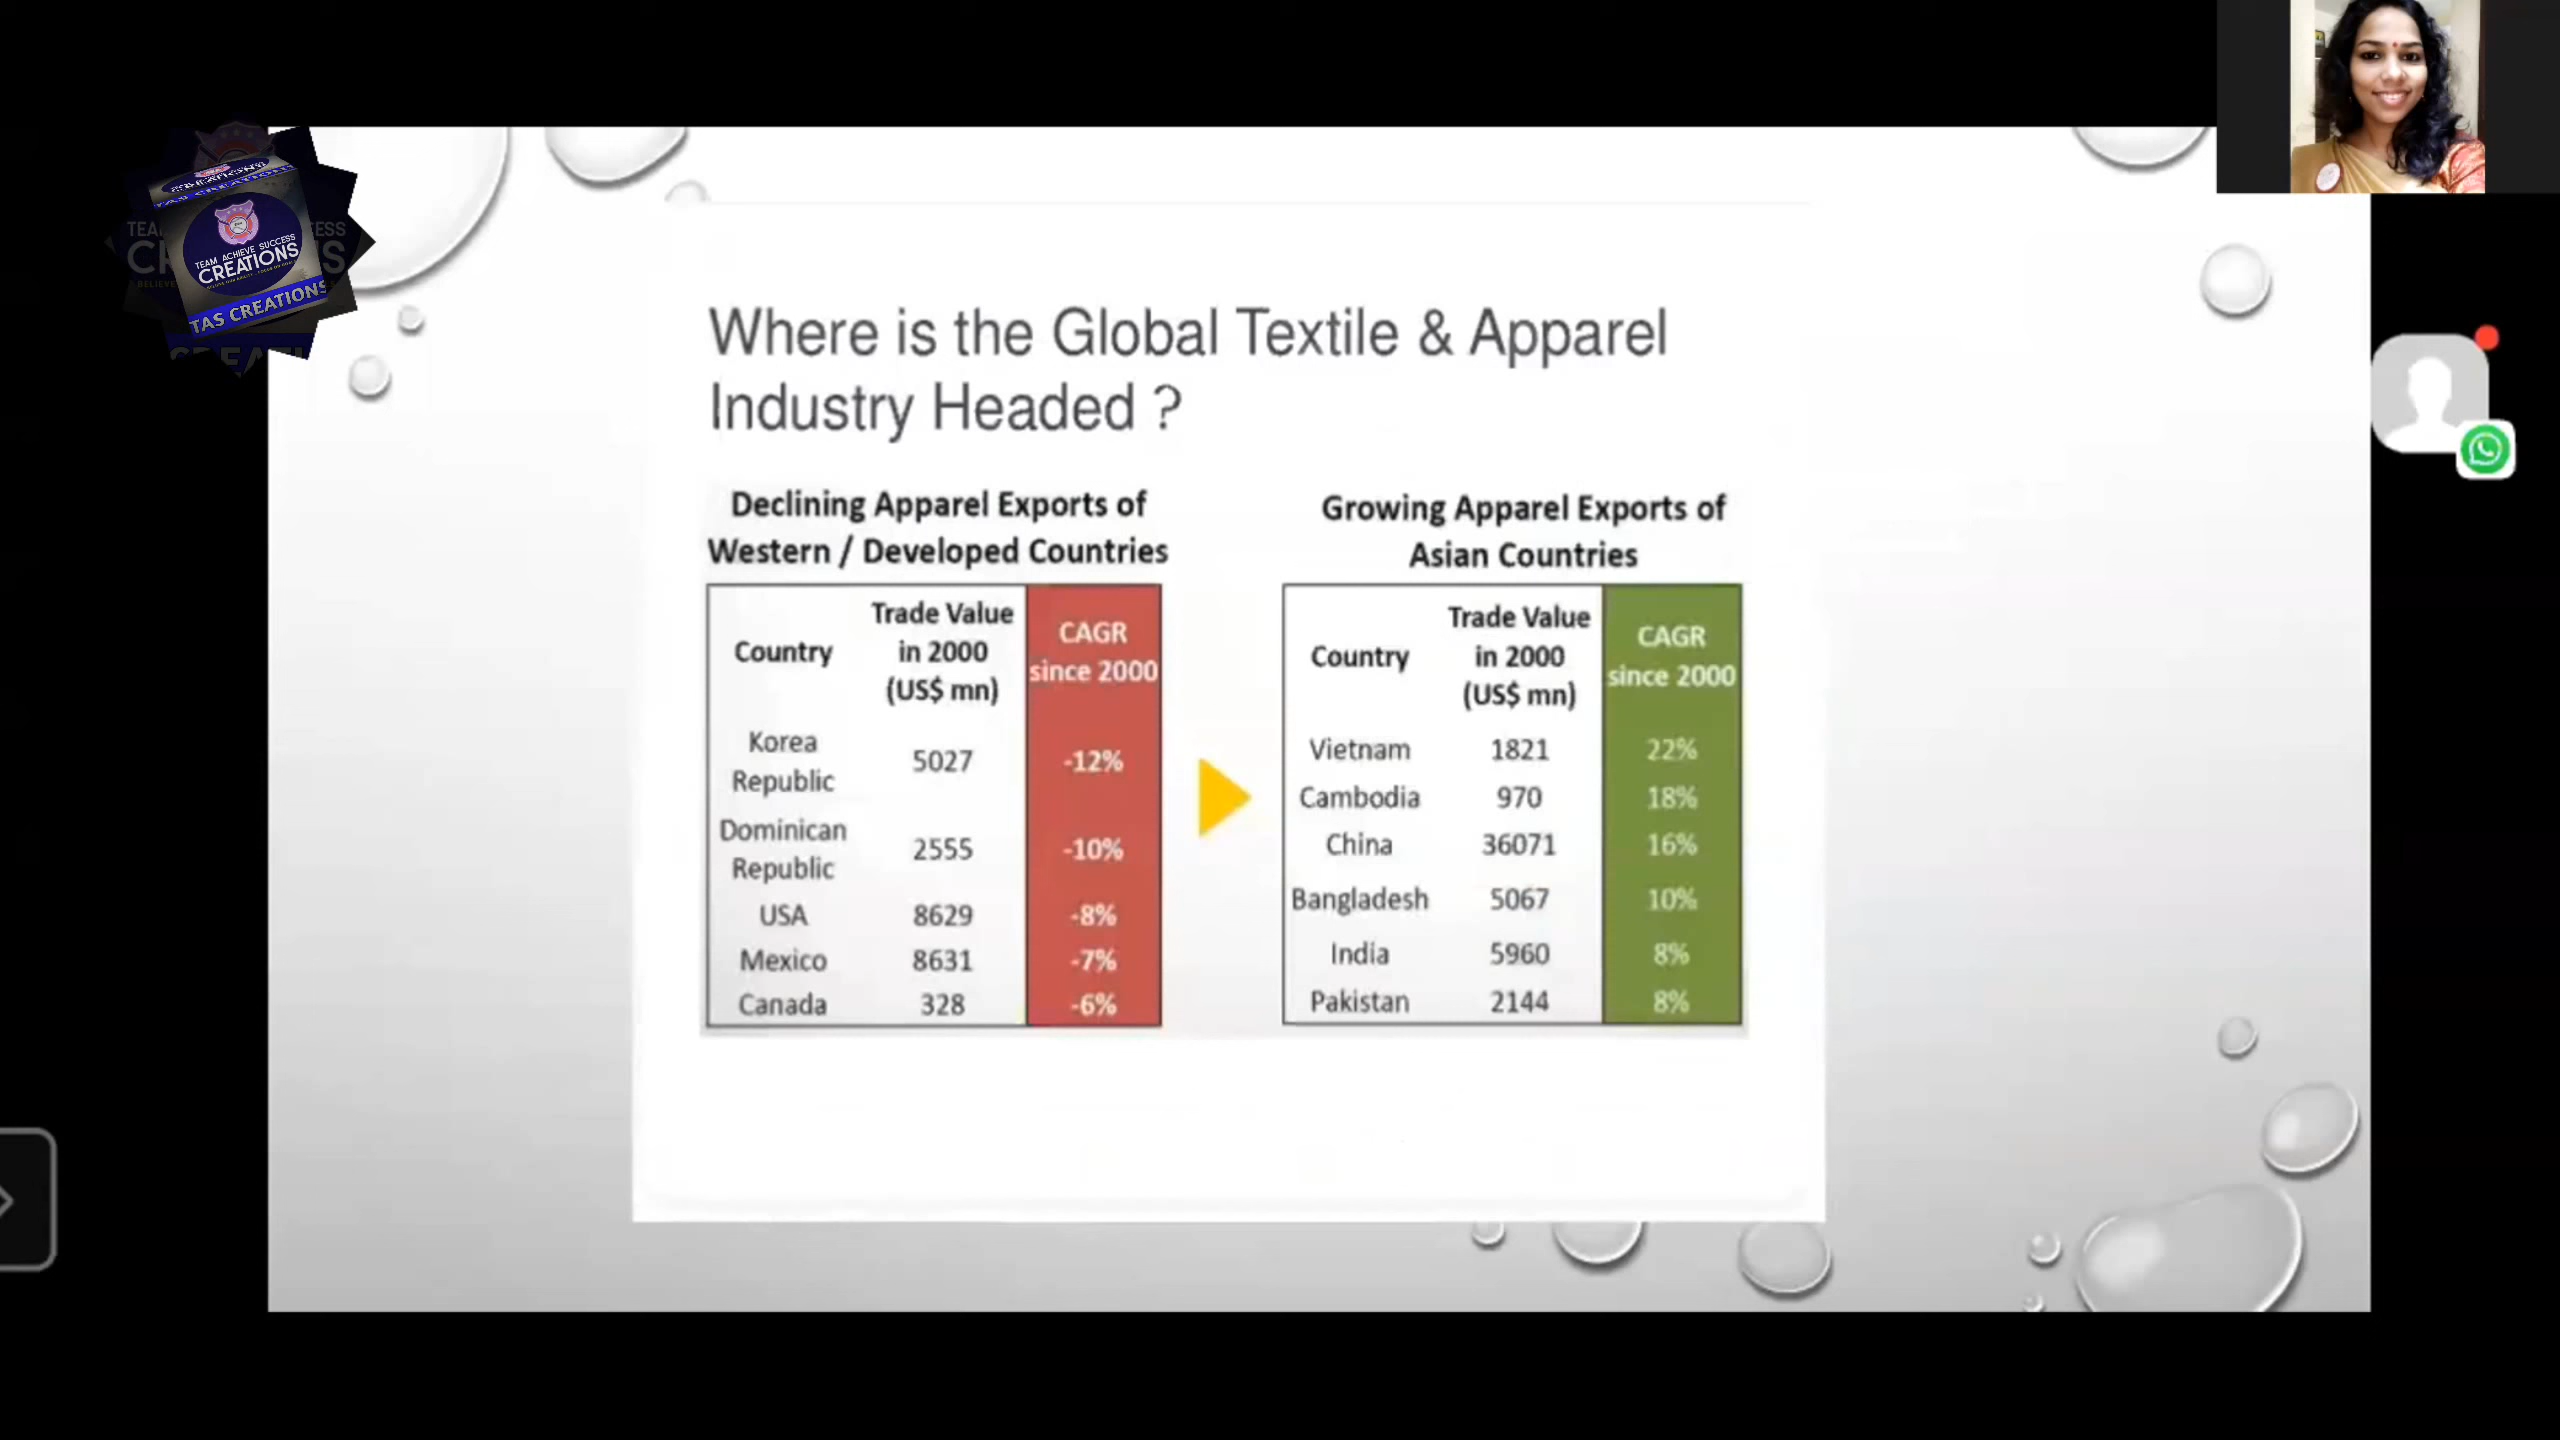 TEAM ACHIEVE SUCCESS
CREATIONS
TAS CREATIONS
Where is the Global Textile & Apparel
Industry Headed ?
Declining Apparel Exports of
Western / Developed Countries
Country Trade Value in 2000 (US$ mn) CAGR since 2000
Korea Republic 5027 -12%
Dominican Republic 2555 -10%
USA 8629 -8%
Mexico 8631 -7%
Canada 328 -6%
Growing Apparel Exports of
Asian Countries
Country Trade Value in 2000 (US$ mn) CAGR since 2000
Vietnam 1821 22%
Cambodia 970 18%
China 36071 16%
Bangladesh 5067 10%
India 5960 8%
Pakistan 2144 8%